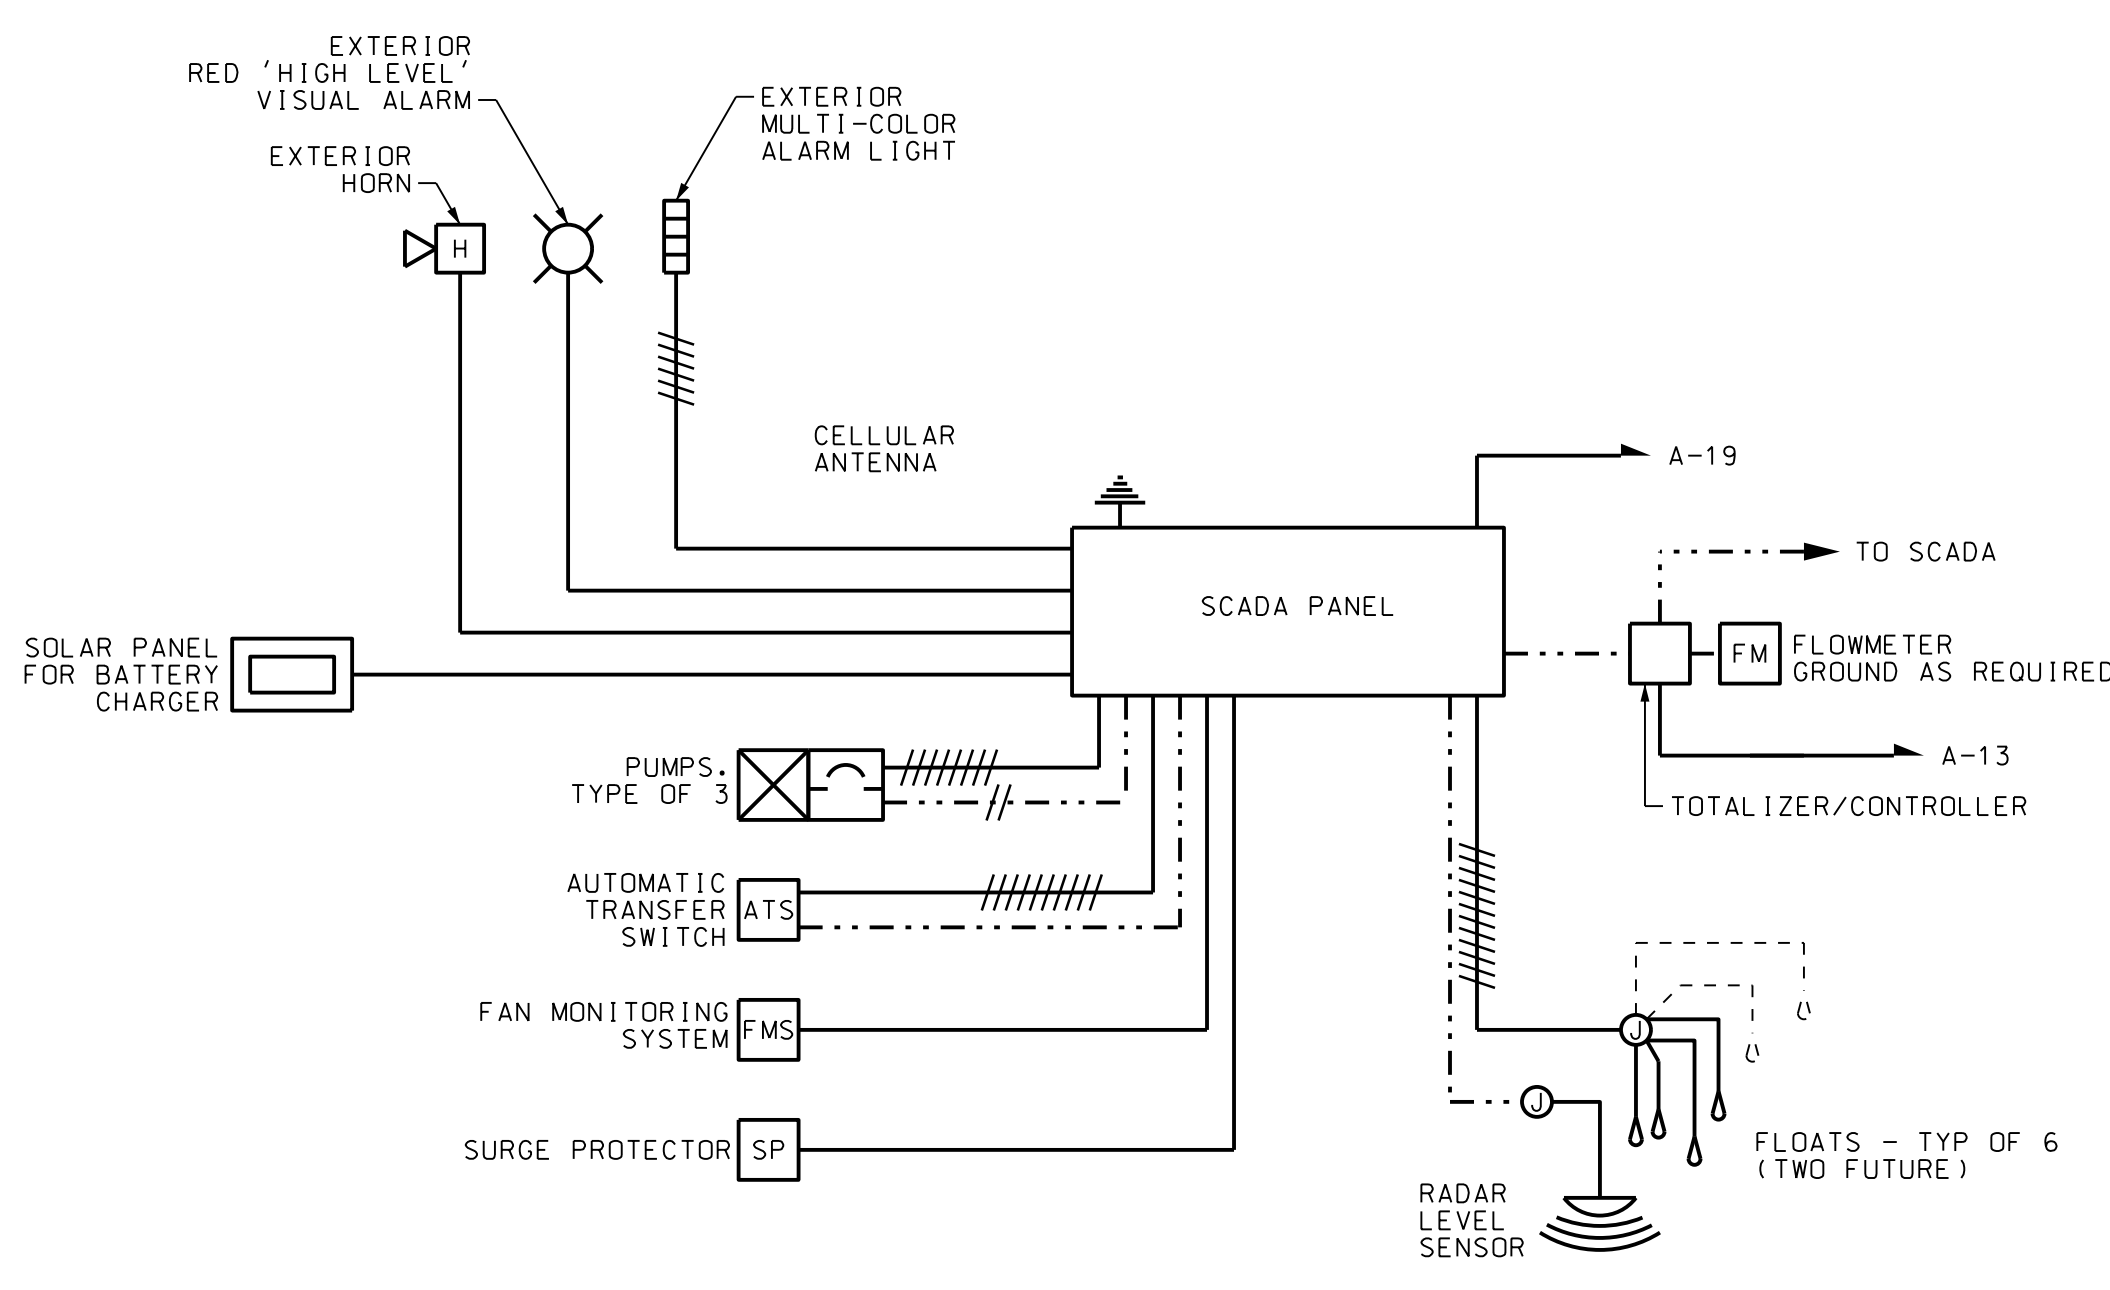 EXTERIOR
RED 'HIGH LEVEL'
VISUAL ALARM
EXTERIOR
MULTI-COLOR
ALARM LIGHT
EXTERIOR
HORN
H
CELLULAR
ANTENNA
A-19
TO SCADA
SCADA PANEL
SOLAR PANEL
FOR BATTERY
CHARGER
FM
FLOWMETER
GROUND AS REQUIRED
A-13
TOTALIZER/CONTROLLER
PUMPS.
TYPE OF 3
AUTOMATIC
TRANSFER
SWITCH
ATS
FAN MONITORING
SYSTEM
FMS
J
J
SURGE PROTECTOR
SP
FLOATS - TYP OF 6
(TWO FUTURE)
RADAR
LEVEL
SENSOR